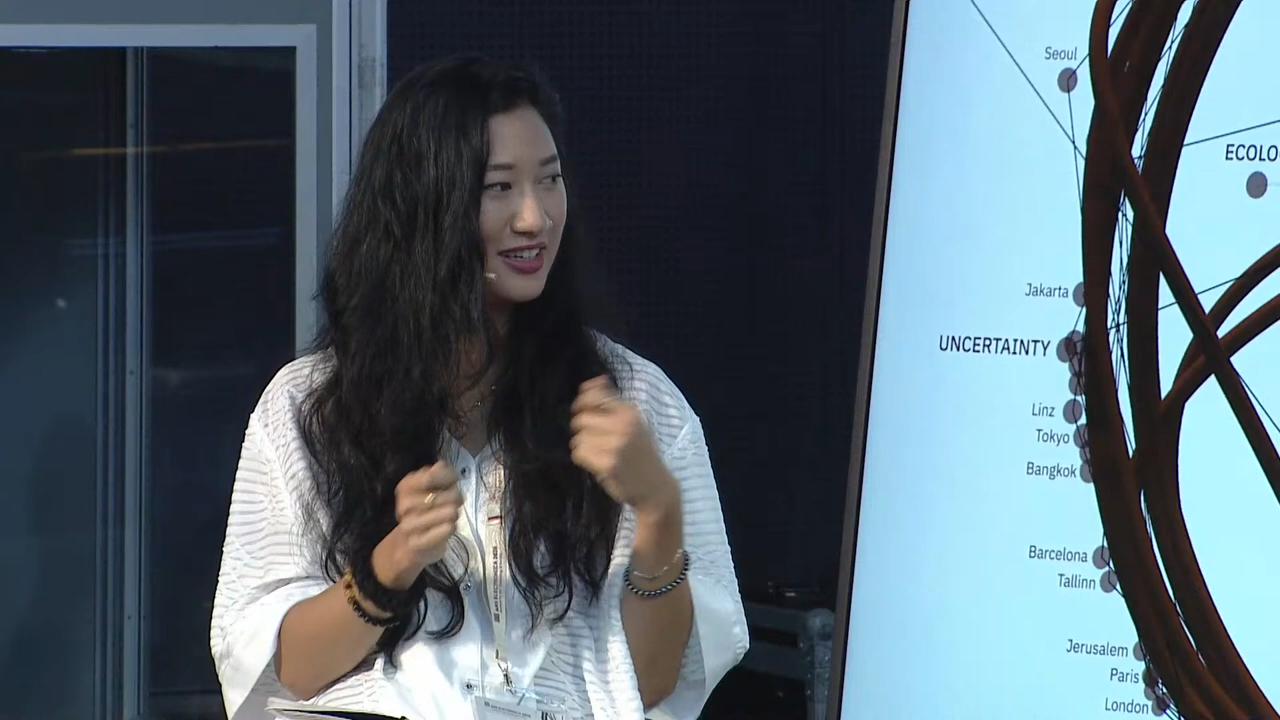 Seoul
ECOLO
Jakarta
UNCERTAINTY
Linz
Tokyo
Bangkok
Barcelona
Tallinn
Jerusalem
Paris
London